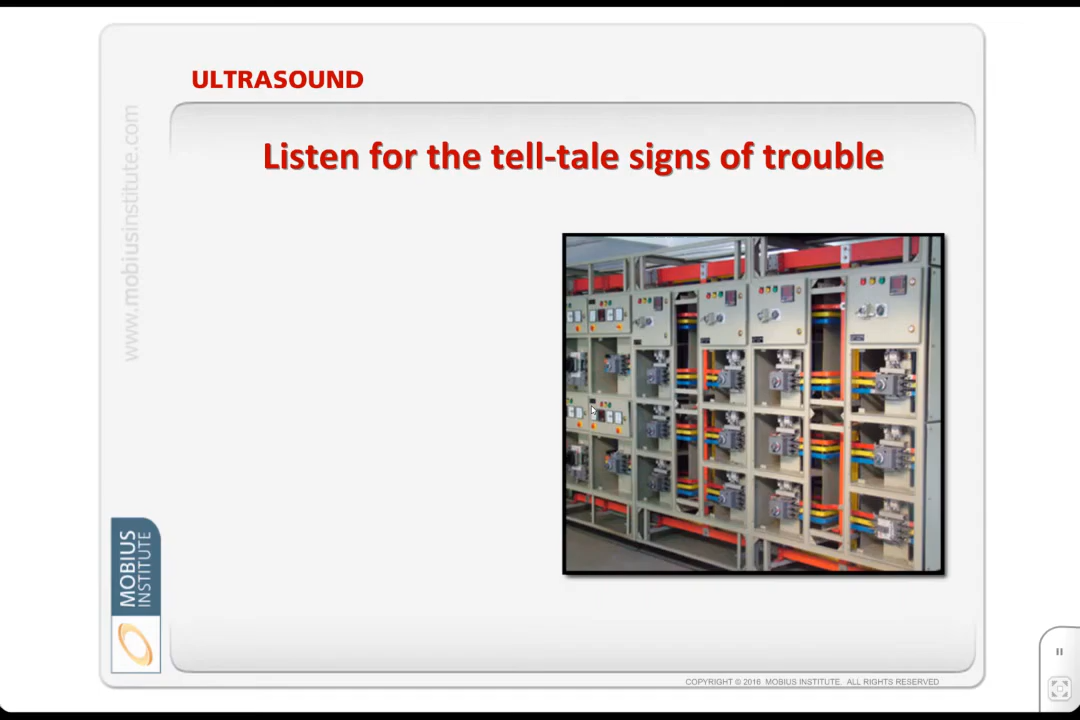 ULTRASOUND
Listen for the tell-tale signs of trouble
www.mobiusinstitute.com
MOBIUS
INSTITUTE
COPYRIGHT © 2016 MOBIUS INSTITUTE. ALL RIGHTS RESERVED